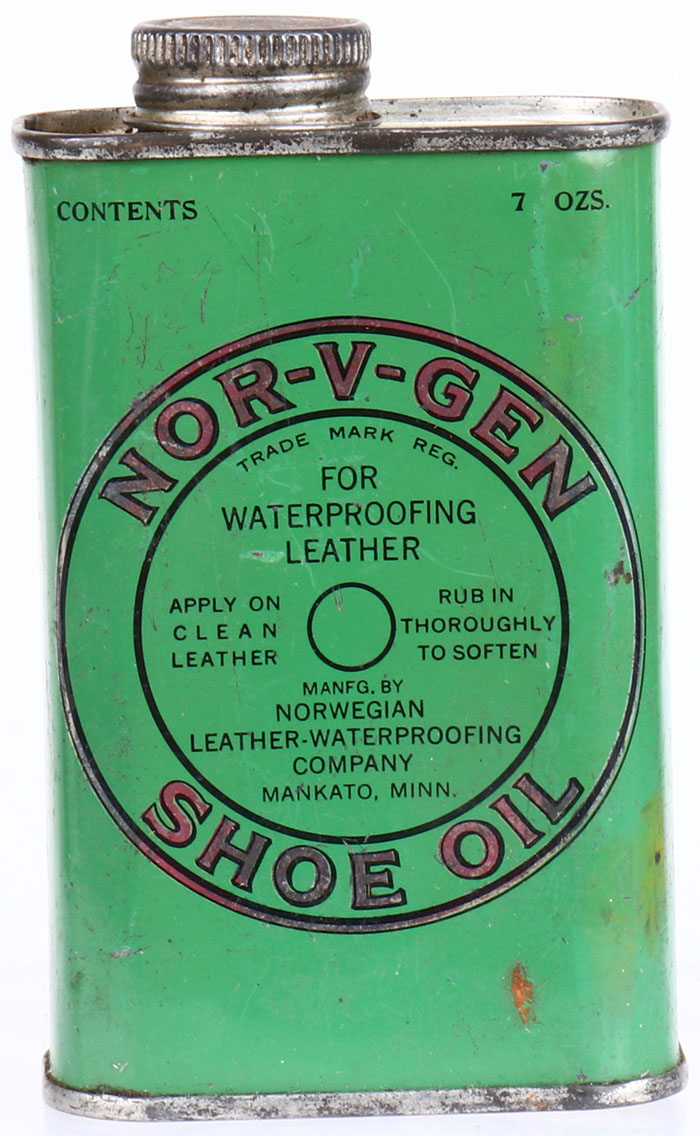 CONTENTS 7 OZS.
NOR-V-GEN
TRADE MARK REG.
FOR
WATERPROOFING
LEATHER
APPLY ON
CLEAN
LEATHER
RUB IN
THOROUGHLY
TO SOFTEN
MANFG. BY
NORWEGIAN
LEATHER-WATERPROOFING
COMPANY
MANKATO, MINN.
SHOE OIL